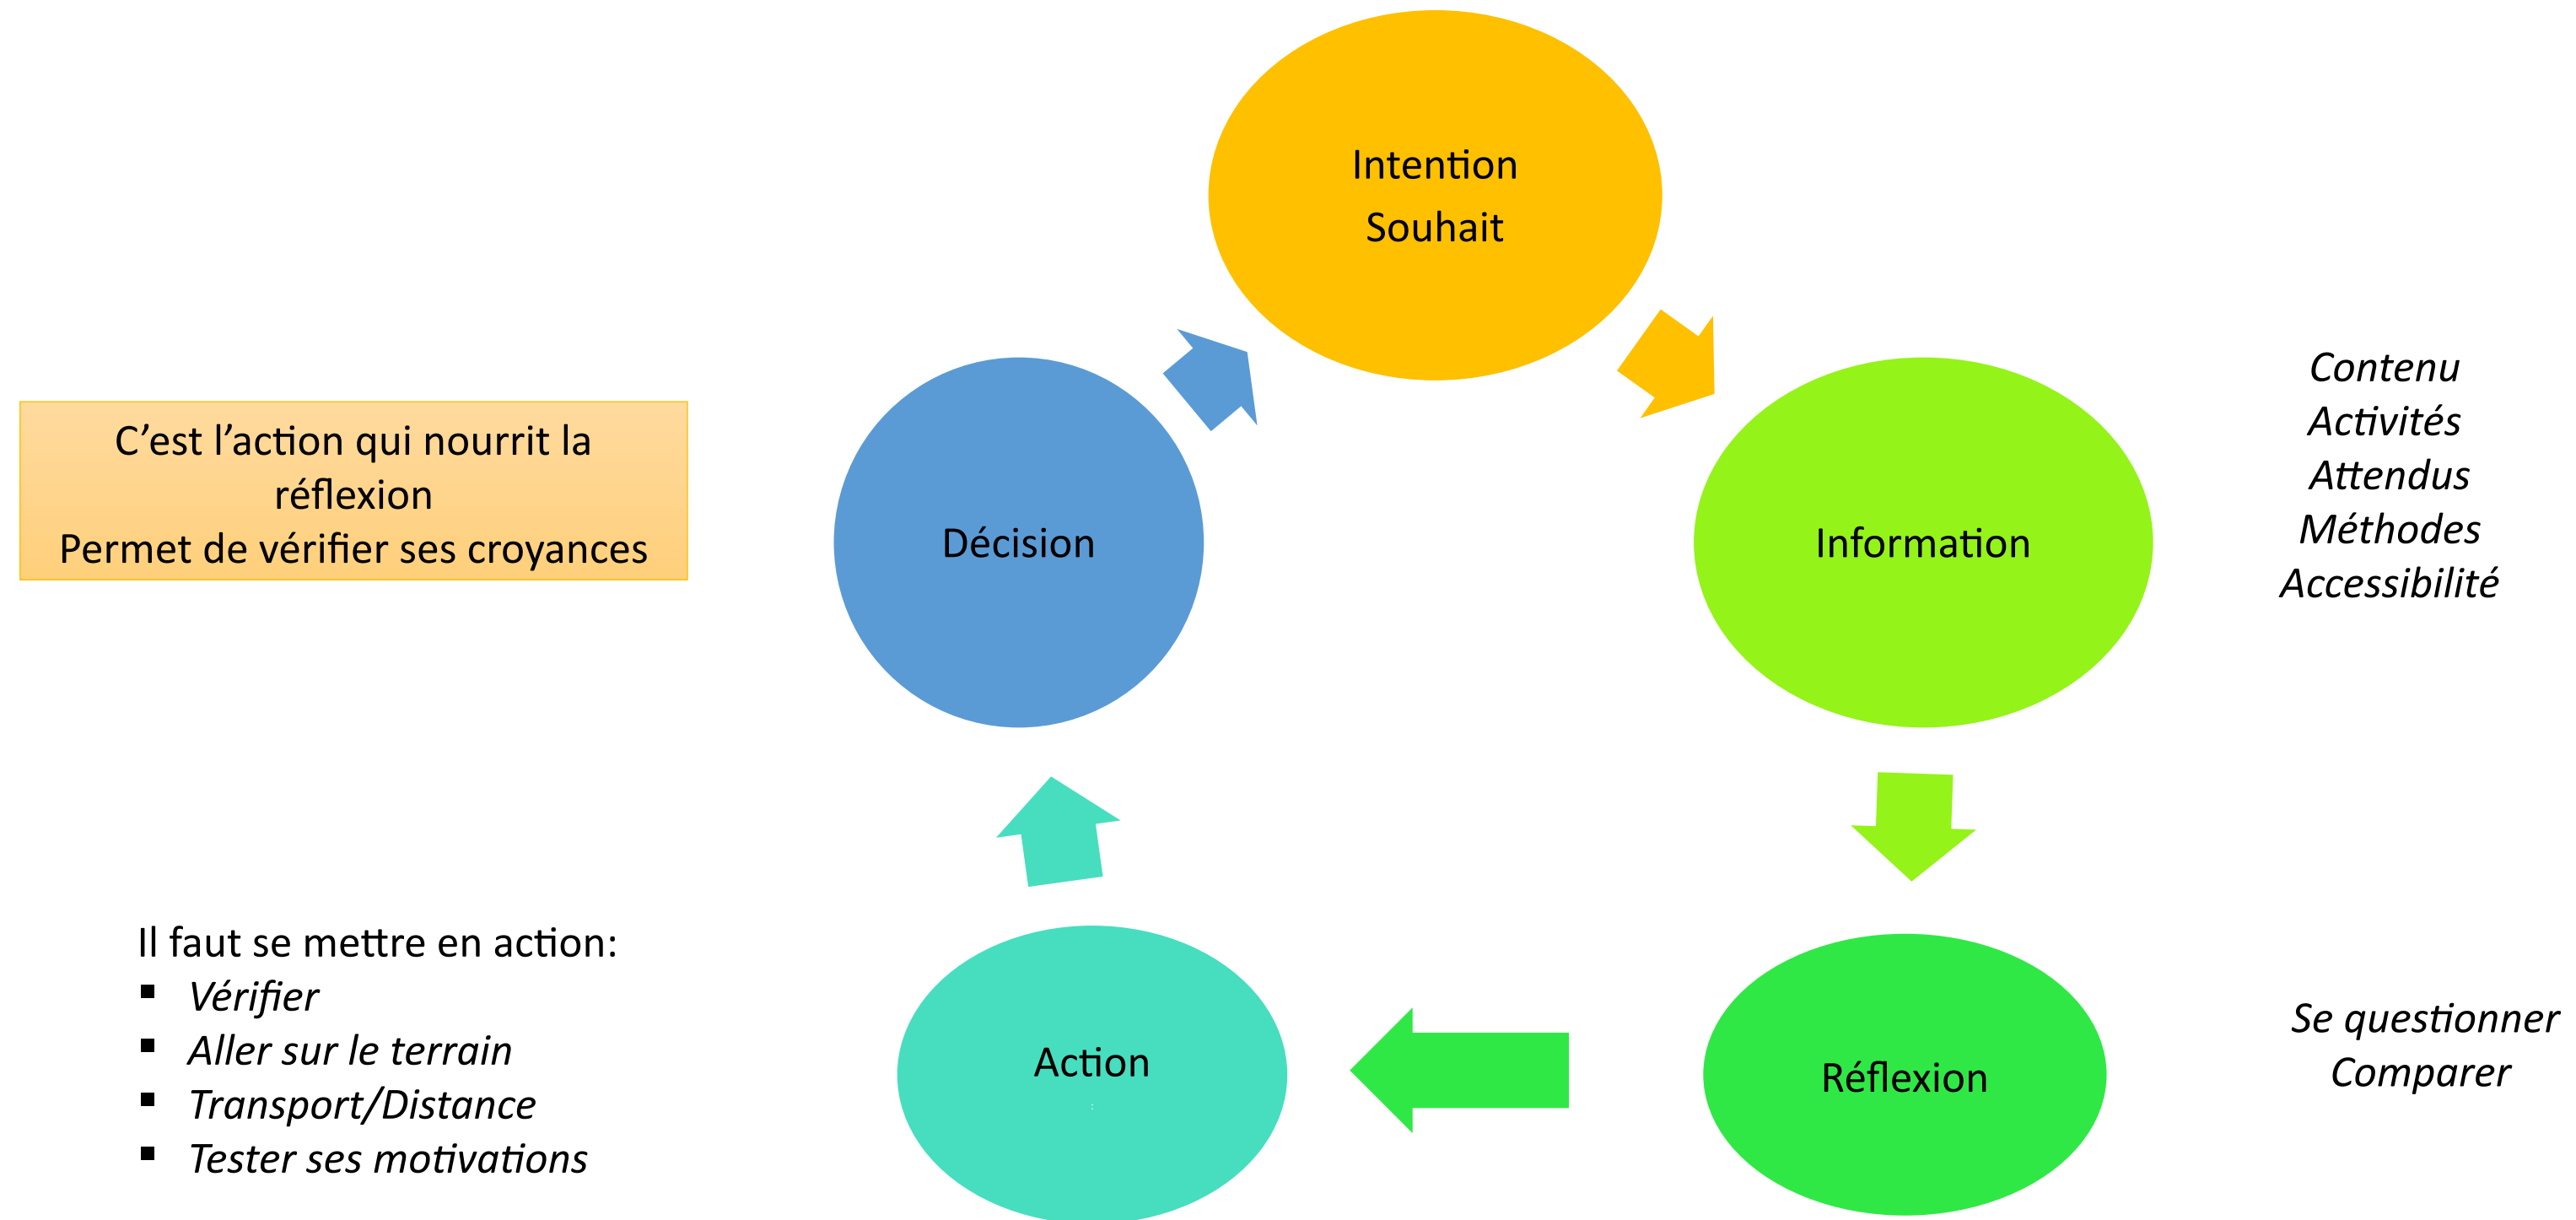 Intention
Souhait
Contenu
Activités
Attendus
Méthodes
Accessibilité
C’est l’action qui nourrit la
réflexion
Permet de vérifier ses croyances
Décision
Information
Il faut se mettre en action:
▪ Vérifier
▪ Aller sur le terrain
▪ Transport/Distance
▪ Tester ses motivations
Action
:
Réflexion
Se questionner
Comparer